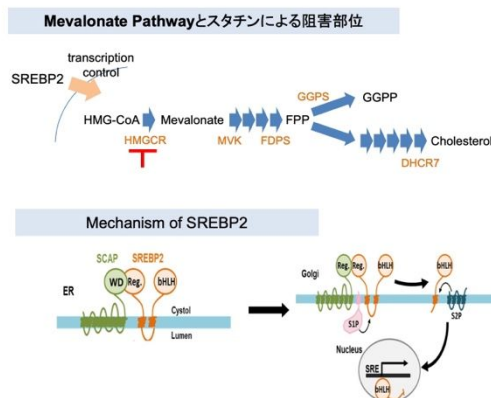 Mevalonate Pathwayとスタチンによる阻害部位
transcription
control
SREBP2
GGPS
GGPP
HMG-CoA
Mevalonate
FPP
HMGCR
MVK
FDPS
Cholesterol
DHCR7
Mechanism of SREBP2
SCAP
SREBP2
WD
Reg.
bHLH
ER
Cystol
Lumen
Golgi
Reg.
Reg.
bHLH
bHLH
S1P
S2P
Nucleus
SRE
bHLH